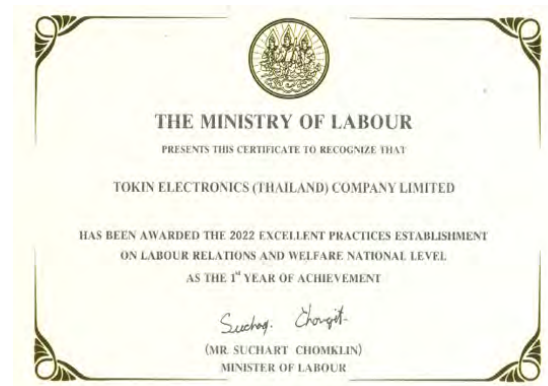 THE MINISTRY OF LABOUR
PRESENTS THIS CERTIFICATE TO RECOGNIZE THAT
TOKIN ELECTRONICS (THAILAND) COMPANY LIMITED
HAS BEEN AWARDED THE 2022 EXCELLENT PRACTICES ESTABLISHMENT
ON LABOUR RELATIONS AND WELFARE NATIONAL LEVEL
AS THE 1st YEAR OF ACHIEVEMENT
(MR. SUCHART CHOMKLIN)
MINISTER OF LABOUR